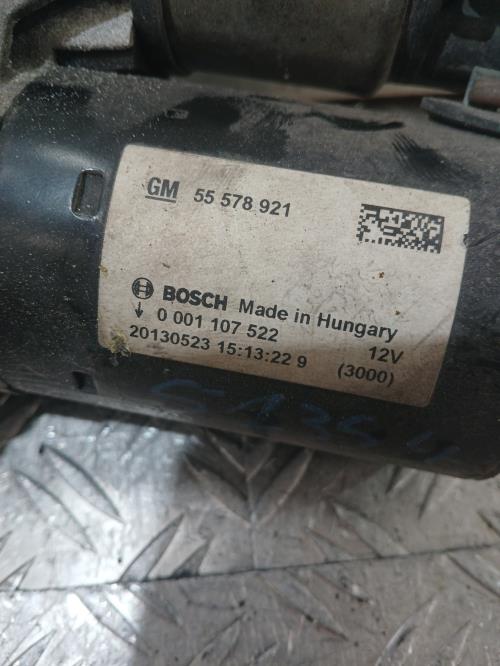 GM 55 578 921
BOSCH Made in Hungary
0 001 107 522 12V
20130523 15:13:22 9 (3000)